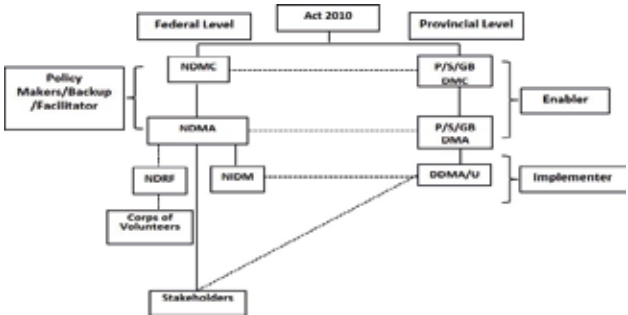 Federal Level
Act 2010
Provincial Level
Policy
Makers/Backup
/Facilitator
NDMC
P/S/GB
DMC
Enabler
NDMA
P/S/GB
DMA
NDRF
NIDM
DDMA/U
Implementer
Corps of
Volunteers
Stakeholders